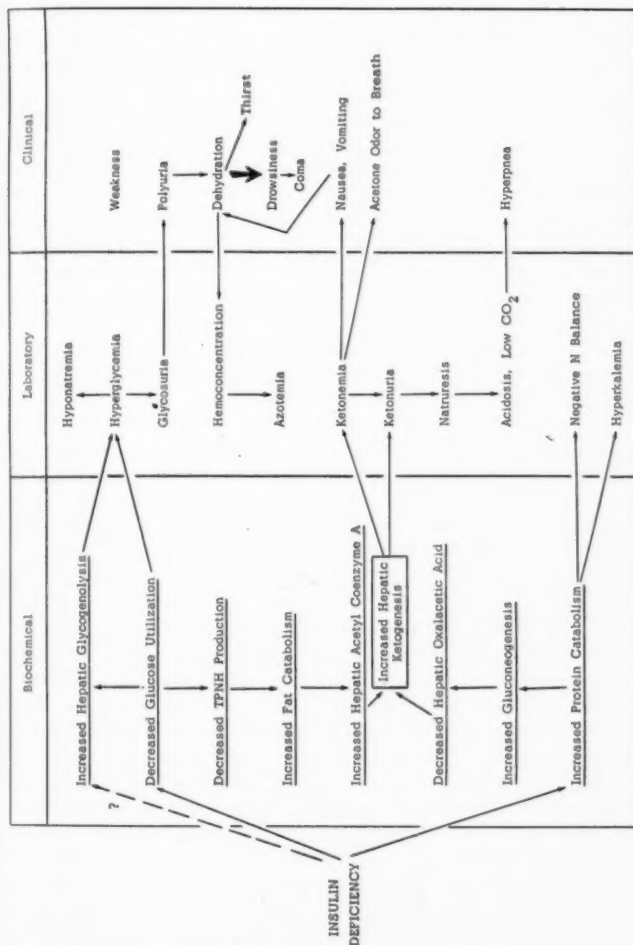 Biochemical
Laboratory
Clinical
INSULIN
DEFICIENCY
?
Increased Hepatic Glycogenolysis
Decreased Glucose Utilization
Decreased TPNH Production
Increased Fat Catabolism
Increased Hepatic Acetyl Coenzyme A
Increased Hepatic
Ketogenesis
Decreased Hepatic Oxalacetic Acid
Increased Gluconeogenesis
Increased Protein Catabolism
Hyponatremia
Hyperglycemia
Glycosuria
Hemoconcentration
Azotemia
Ketonemia
Ketonuria
Natruresis
Acidosis, Low CO₂
Negative N Balance
Hyperkalemia
Weakness
Polyuria
Dehydration
Thirst
Drowsiness
Coma
Nausea, Vomiting
Acetone Odor to Breath
Hyperpnea